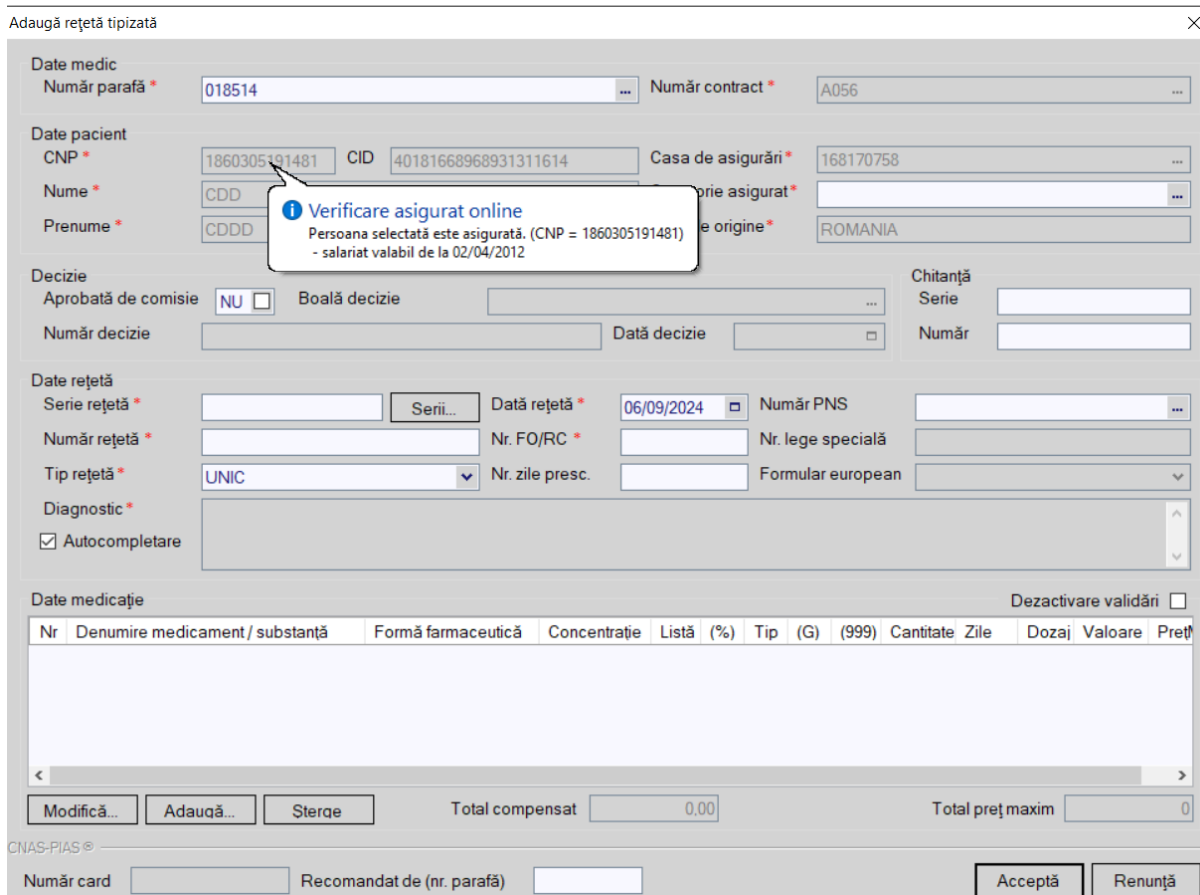 Adaugă rețetă tipizată
Date medic
Număr parafă * 018514 ... Număr contract * A056 ...
Date pacient
CNP * 1860305191481 CID 40181668968931311614 Casa de asigurări * 168170758 ...
Nume * CDD orie asigurat * ...
Prenume * CDDD e origine * ROMANIA
Verificare asigurat online
Persoana selectată este asigurată. (CNP = 1860305191481)
- salariat valabil de la 02/04/2012
Decizie Chitanță
Aprobată de comisie NU Boală decizie ... Serie
Număr decizie Dată decizie Număr
Date rețetă
Serie rețetă * Serii... Dată rețetă * 06/09/2024 Număr PNS ...
Număr rețetă * Nr. FO/RC * Nr. lege specială
Tip rețetă * UNIC Nr. zile presc. Formular european
Diagnostic *
Autocompletare
Date medicație Dezactivare validări
Nr Denumire medicament / substanță Formă farmaceutică Concentrație Listă (%) Tip (G) (999) Cantitate Zile Dozaj Valoare Preț
Modifică... Adaugă... Șterge Total compensat 0,00 Total preț maxim 0
CNAS-PIAS ®
Număr card Recomandat de (nr. parafă) Acceptă Renunță